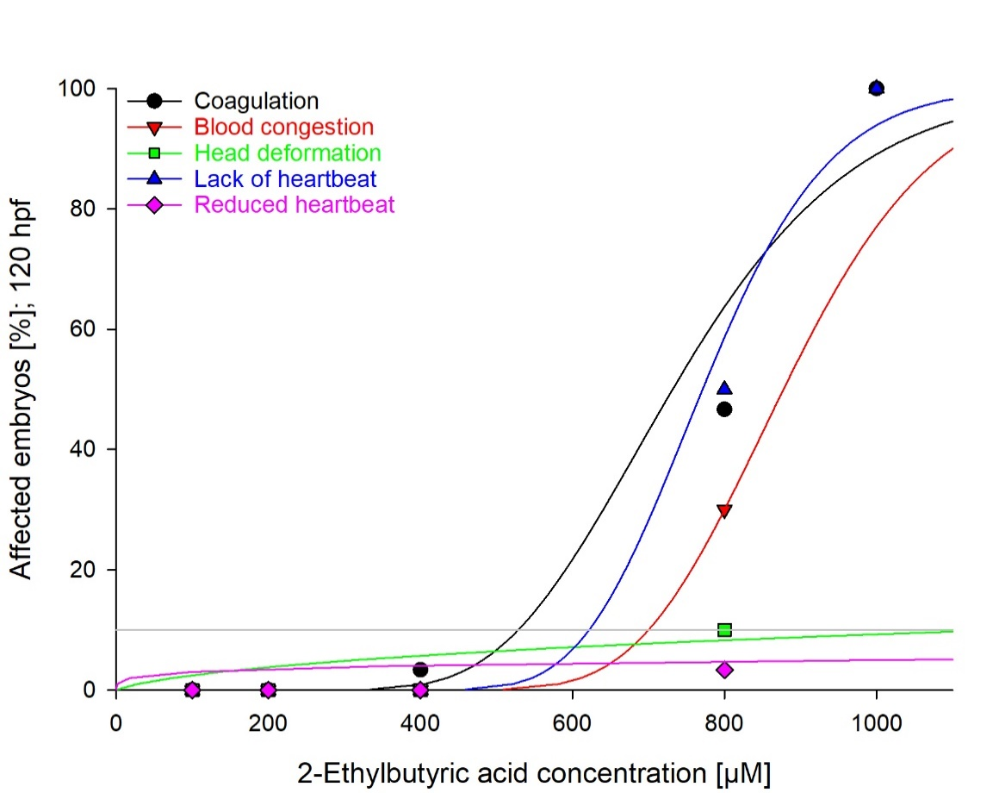 Coagulation
Blood congestion
Head deformation
Lack of heartbeat
Reduced heartbeat
100
80
60
40
20
0
Affected embryos [%]; 120 hpf
0 200 400 600 800 1000
2-Ethylbutyric acid concentration [µM]